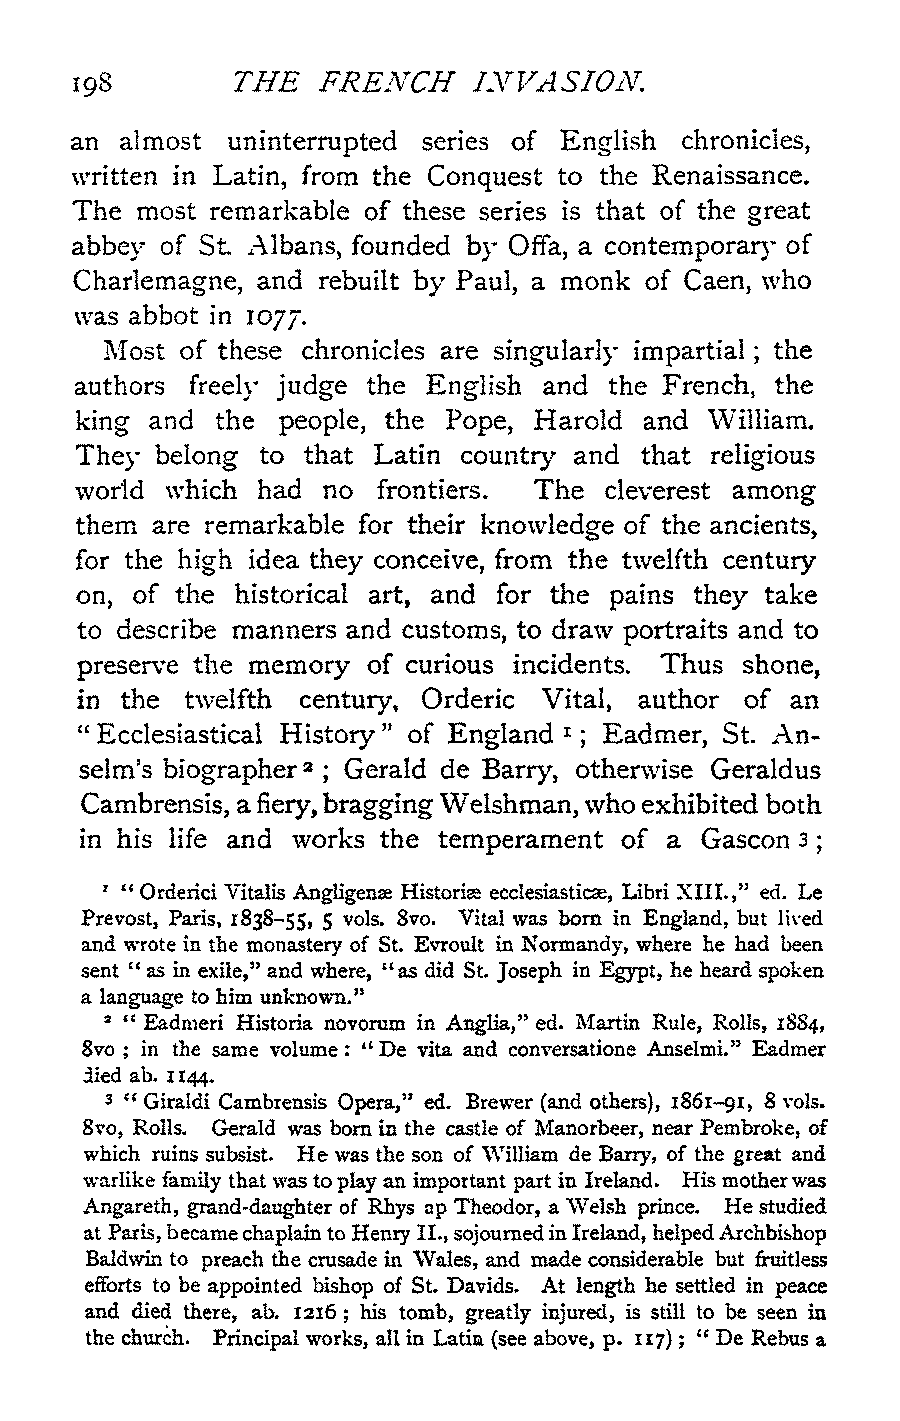 198 THE FRENCH INVASION.
an almost uninterrupted series of English chronicles,
written in Latin, from the Conquest to the Renaissance.
The most remarkable of these series is that of the great
abbey of St. Albans, founded by Offa, a contemporary of
Charlemagne, and rebuilt by Paul, a monk of Caen, who
was abbot in 1077.
Most of these chronicles are singularly impartial ; the
authors freely judge the English and the French, the
king and the people, the Pope, Harold and William.
They belong to that Latin country and that religious
world which had no frontiers. The cleverest among
them are remarkable for their knowledge of the ancients,
for the high idea they conceive, from the twelfth century
on, of the historical art, and for the pains they take
to describe manners and customs, to draw portraits and to
preserve the memory of curious incidents. Thus shone,
in the twelfth century, Orderic Vital, author of an
“ Ecclesiastical History ” of England ¹ ; Eadmer, St. An-
selm's biographer ² ; Gerald de Barry, otherwise Geraldus
Cambrensis, a fiery, bragging Welshman, who exhibited both
in his life and works the temperament of a Gascon 3 ;
¹ “ Orderici Vitalis Angligenæ Historiæ ecclesiasticæ, Libri XIII.,” ed. Le
Prevost, Paris, 1838–55, 5 vols. 8vo. Vital was born in England, but lived
and wrote in the monastery of St. Evroult in Normandy, where he had been
sent “ as in exile,” and where, “as did St. Joseph in Egypt, he heard spoken
a language to him unknown.”
² “ Eadmeri Historia novorum in Anglia,” ed. Martin Rule, Rolls, 1884,
8vo ; in the same volume : “ De vita and conversatione Anselmi.” Eadmer
died ab. 1144.
3 “ Giraldi Cambrensis Opera,” ed. Brewer (and others), 1861–91, 8 vols.
8vo, Rolls. Gerald was born in the castle of Manorbeer, near Pembroke, of
which ruins subsist. He was the son of William de Barry, of the great and
warlike family that was to play an important part in Ireland. His mother was
Angareth, grand-daughter of Rhys ap Theodor, a Welsh prince. He studied
at Paris, became chaplain to Henry II., sojourned in Ireland, helped Archbishop
Baldwin to preach the crusade in Wales, and made considerable but fruitless
efforts to be appointed bishop of St. Davids. At length he settled in peace
and died there, ab. 1216 ; his tomb, greatly injured, is still to be seen in
the church. Principal works, all in Latin (see above, p. 117) ; “ De Rebus a